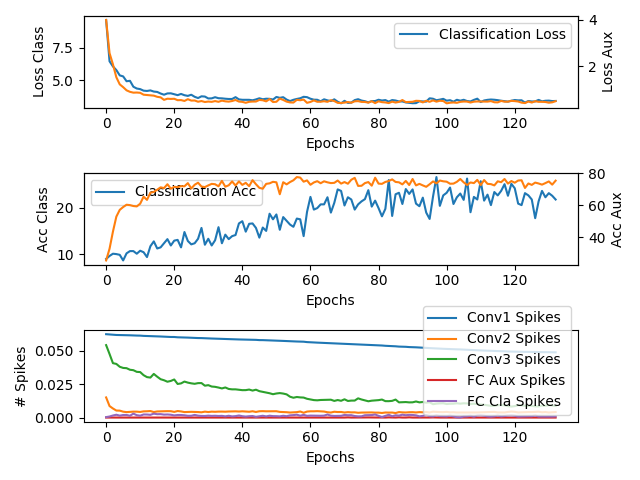 Classification Loss
Loss Class
7.5
5.0
4
2
Loss Aux
0 20 40 60 80 100 120
Epochs
Classification Acc
Acc Class
20
10
80
60
40
Acc Aux
0 20 40 60 80 100 120
Epochs
Conv1 Spikes
Conv2 Spikes
Conv3 Spikes
FC Aux Spikes
FC Cla Spikes
# Spikes
0.050
0.025
0.000
0 20 40 60 80 100 120
Epochs